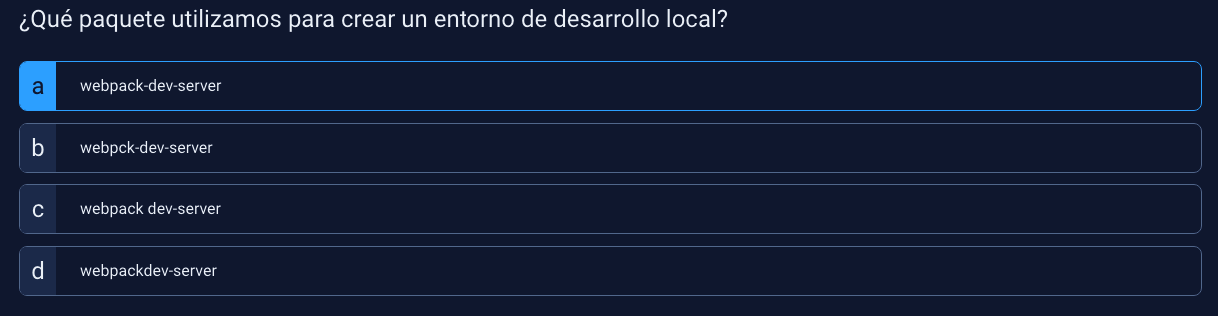 ¿Qué paquete utilizamos para crear un entorno de desarrollo local?
a webpack-dev-server
b webpck-dev-server
c webpack dev-server
d webpackdev-server